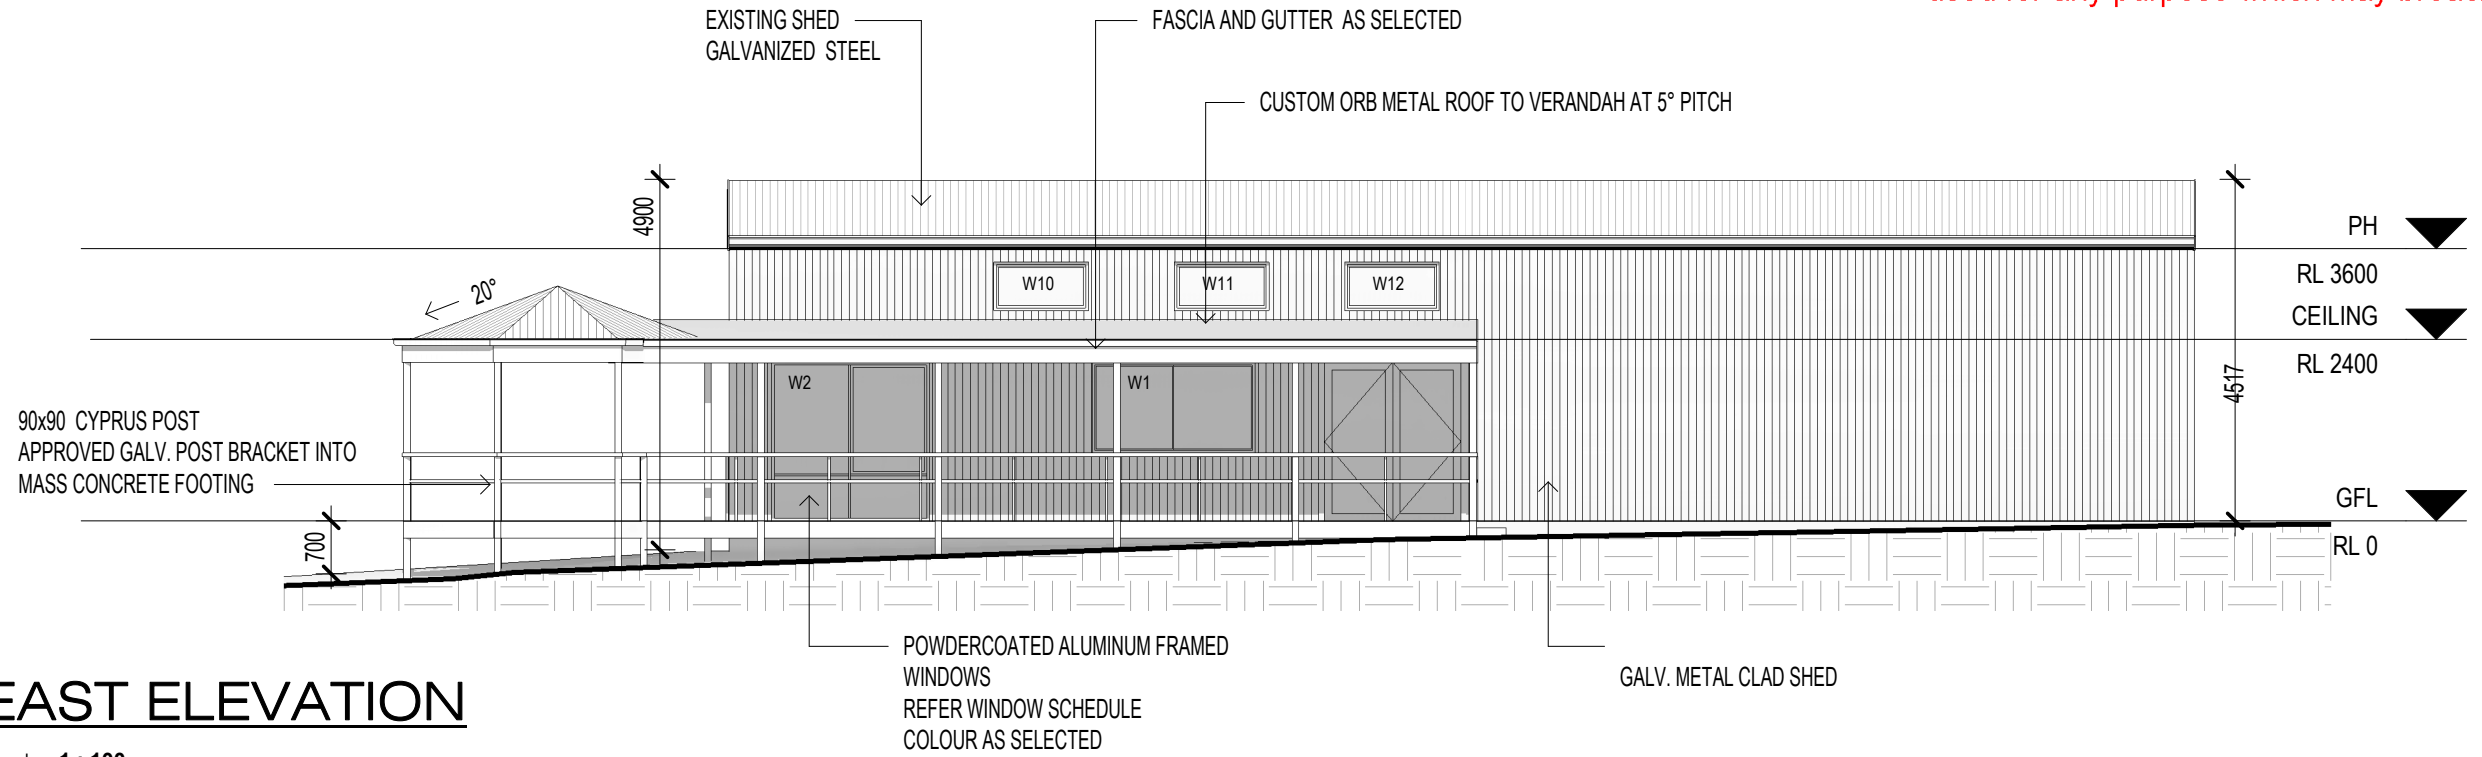 EXISTING SHED
GALVANIZED STEEL
FASCIA AND GUTTER AS SELECTED
CUSTOM ORB METAL ROOF TO VERANDAH AT 5° PITCH
4900
PH
RL 3600
W10
W11
W12
20°
CEILING
RL 2400
4517
W2
W1
90x90 CYPRUS POST
APPROVED GALV. POST BRACKET INTO
MASS CONCRETE FOOTING
GFL
RL 0
700
POWDERCOATED ALUMINUM FRAMED
WINDOWS
REFER WINDOW SCHEDULE
COLOUR AS SELECTED
GALV. METAL CLAD SHED
EAST ELEVATION